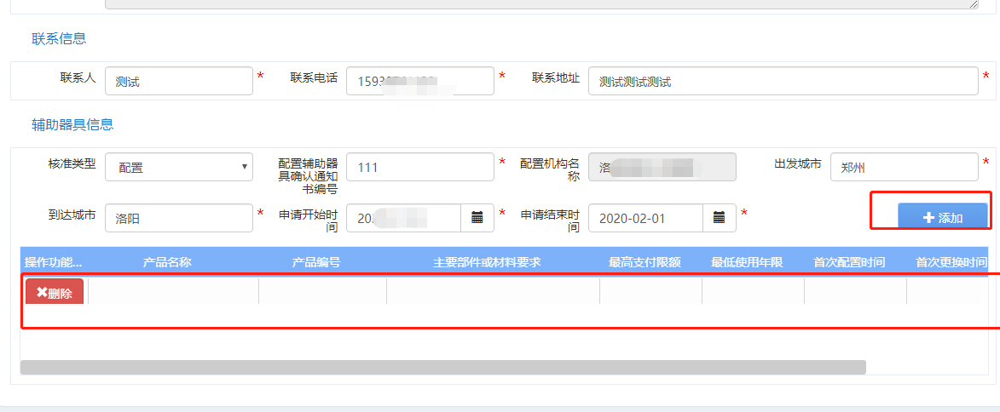 联系信息
联系人 测试 * 联系电话 * 联系地址 测试测试测试 *
辅助器具信息
核准类型 配置 配置辅助器具确认通知书编号 111 * 配置机构名称 洛 出发城市 郑州 *
到达城市 洛阳 * 申请开始时间 * 申请结束时间 2020-02-01 * 添加
操作功能... 产品名称 产品编号 主要部件或材料要求 最高支付限额 最低使用年限 首次配置时间 首次更换时间
删除